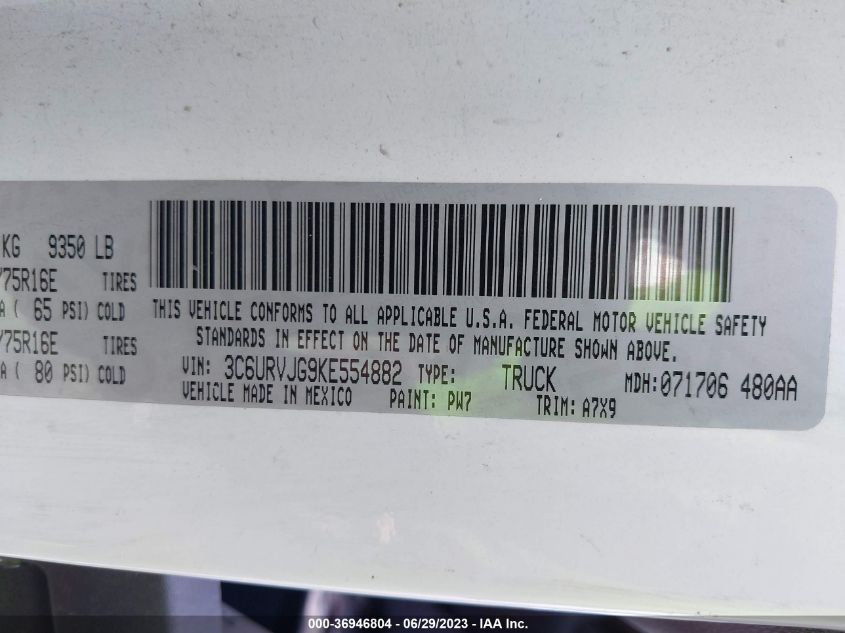 KG 9350 LB
/75R16E TIRES
A ( 65 PSI) COLD
/75R16E TIRES
A ( 80 PSI) COLD
THIS VEHICLE CONFORMS TO ALL APPLICABLE U.S.A. FEDERAL MOTOR VEHICLE SAFETY
STANDARDS IN EFFECT ON THE DATE OF MANUFACTURE SHOWN ABOVE.
VIN: 3C6URVJG9KE554882 TYPE: TRUCK MDH:071706 480AA
VEHICLE MADE IN MEXICO PAINT: PW7 TRIM: A7X9
000-36946804 - 06/29/2023 - IAA Inc.